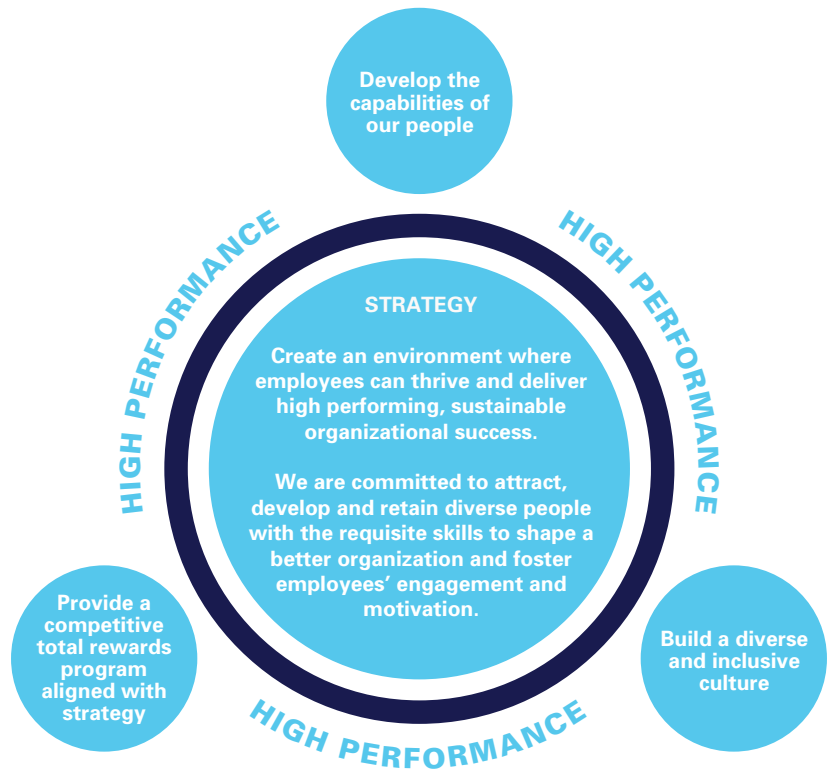 Develop the
capabilities of
our people
HIGH PERFORMANCE
HIGH PERFORMANCE
STRATEGY
Create an environment where
employees can thrive and deliver
high performing, sustainable
organizational success.
We are committed to attract,
develop and retain diverse people
with the requisite skills to shape a
better organization and foster
employees’ engagement and
motivation.
Provide a
competitive
total rewards
program
aligned with
strategy
Build a diverse
and inclusive
culture
HIGH PERFORMANCE